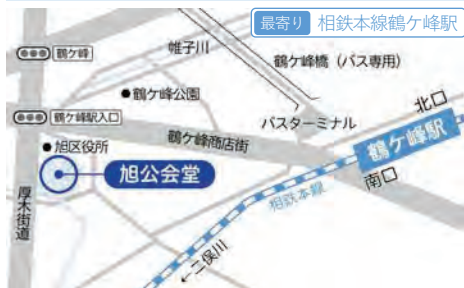 最寄り 相鉄本線鶴ケ峰駅
鶴ケ峰
帷子川
鶴ケ峰橋（バス専用）
鶴ケ峰公園
北口
鶴ケ峰駅入口
バスターミナル
鶴ケ峰商店街
鶴ケ峰駅
旭区役所
旭公会堂
南口
相鉄本線
厚木街道
←二俣川